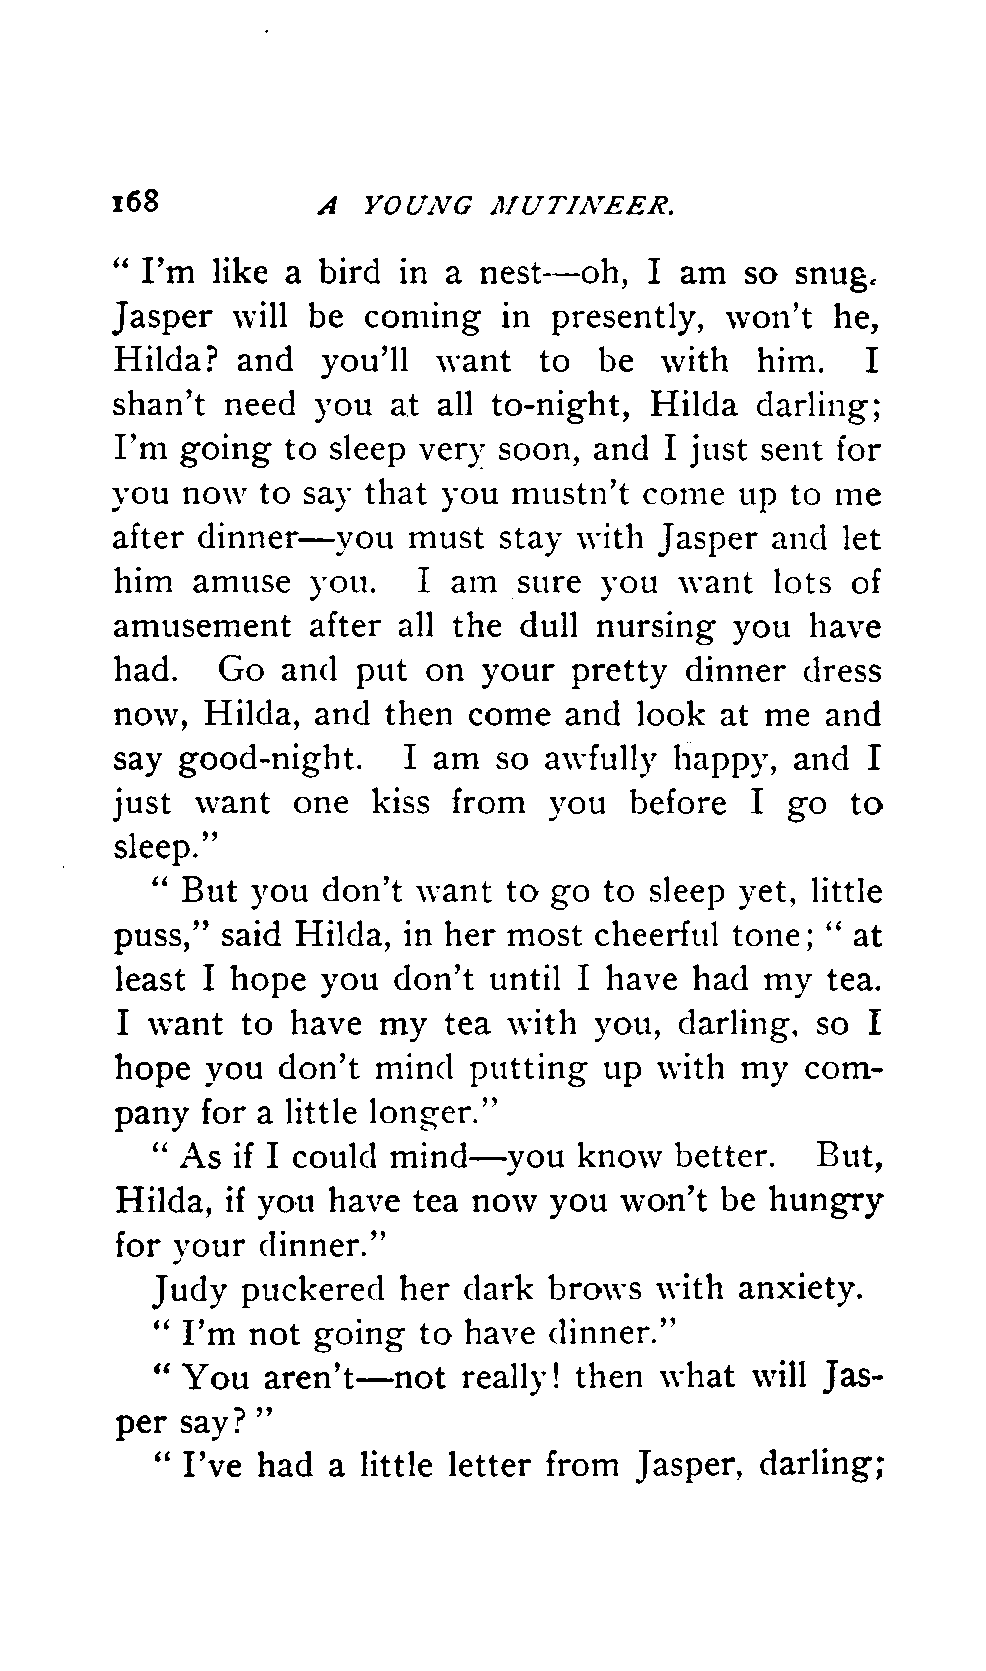 168 A YOUNG MUTINEER.
“ I’m like a bird in a nest—oh, I am so snug.
Jasper will be coming in presently, won’t he,
Hilda? and you’ll want to be with him. I
shan’t need you at all to-night, Hilda darling;
I’m going to sleep very soon, and I just sent for
you now to say that you mustn’t come up to me
after dinner—you must stay with Jasper and let
him amuse you. I am sure you want lots of
amusement after all the dull nursing you have
had. Go and put on your pretty dinner dress
now, Hilda, and then come and look at me and
say good-night. I am so awfully happy, and I
just want one kiss from you before I go to
sleep.”
“ But you don’t want to go to sleep yet, little
puss,” said Hilda, in her most cheerful tone; “ at
least I hope you don’t until I have had my tea.
I want to have my tea with you, darling, so I
hope you don’t mind putting up with my com-
pany for a little longer.”
“ As if I could mind—you know better. But,
Hilda, if you have tea now you won’t be hungry
for your dinner.”
Judy puckered her dark brows with anxiety.
“ I’m not going to have dinner.”
“ You aren’t—not really! then what will Jas-
per say? ”
“ I’ve had a little letter from Jasper, darling;